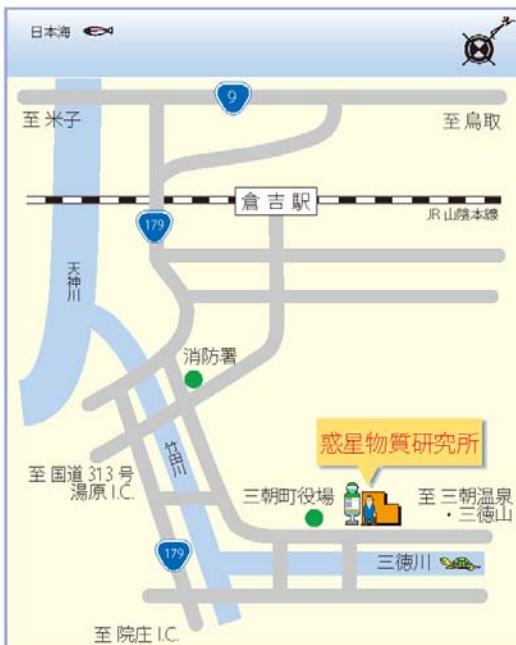 日本海
9
至 米子
至 鳥取
倉吉駅
JR 山陰本線
179
天神川
消防署
竹田川
惑星物質研究所
至 国道 313 号
湯原 I.C.
三朝町役場
至 三朝温泉
・三徳山
179
三徳川
至 院庄 I.C.